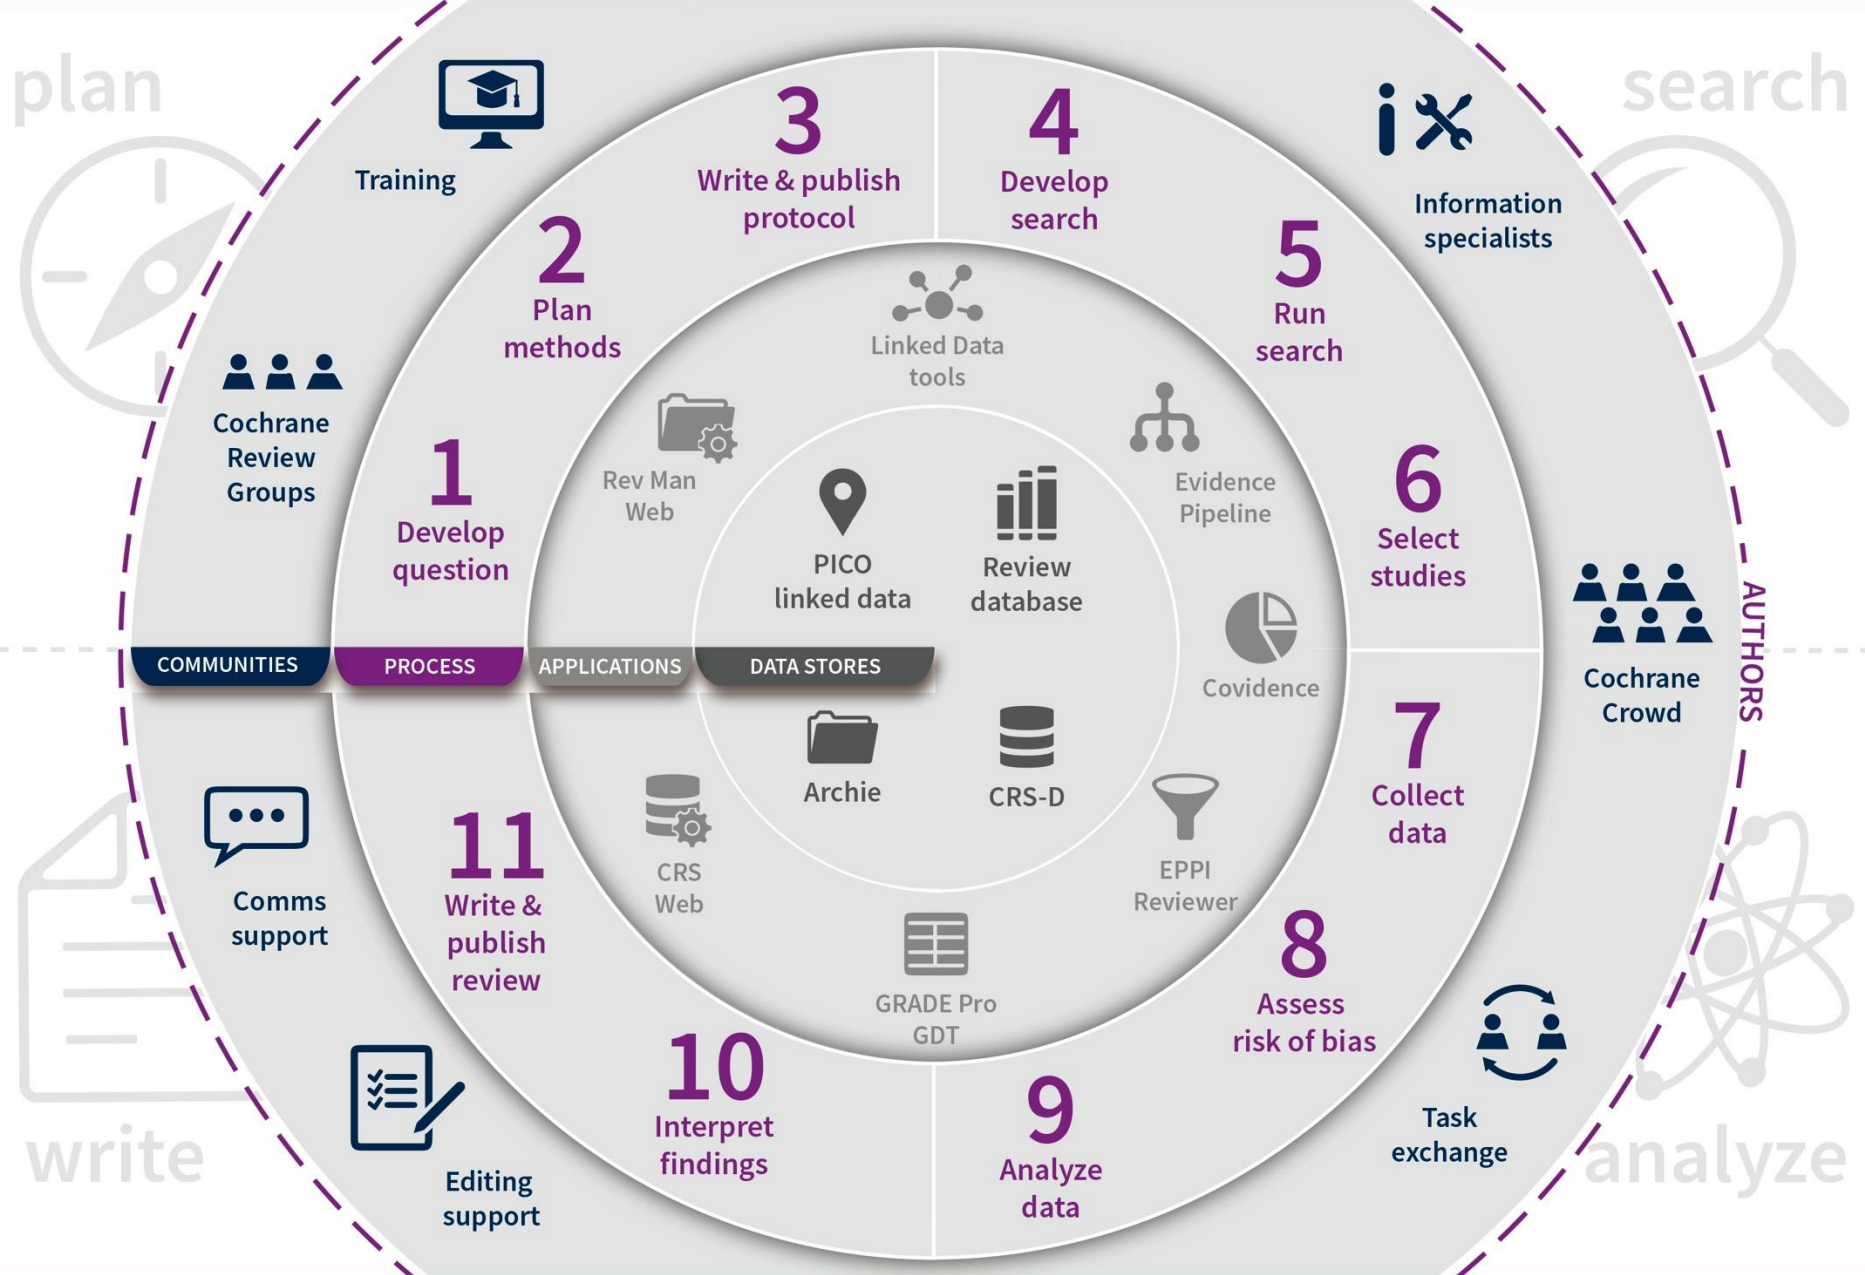 plan
search
Training
3
Write & publish
protocol
4
Develop
search
Information
specialists
2
Plan
methods
5
Run
search
Linked Data
tools
Cochrane
Review
Groups
1
Develop
question
Rev Man
Web
Evidence
Pipeline
6
Select
studies
PICO
linked data
Review
database
COMMUNITIES
PROCESS
APPLICATIONS
DATA STORES
Covidence
Cochrane
Crowd
AUTHORS
7
Collect
data
Archie
CRS-D
CRS
Web
EPPI
Reviewer
Comms
support
11
Write &
publish
review
8
Assess
risk of bias
GRADE Pro
GDT
10
Interpret
findings
9
Analyze
data
Task
exchange
Editing
support
write
analyze